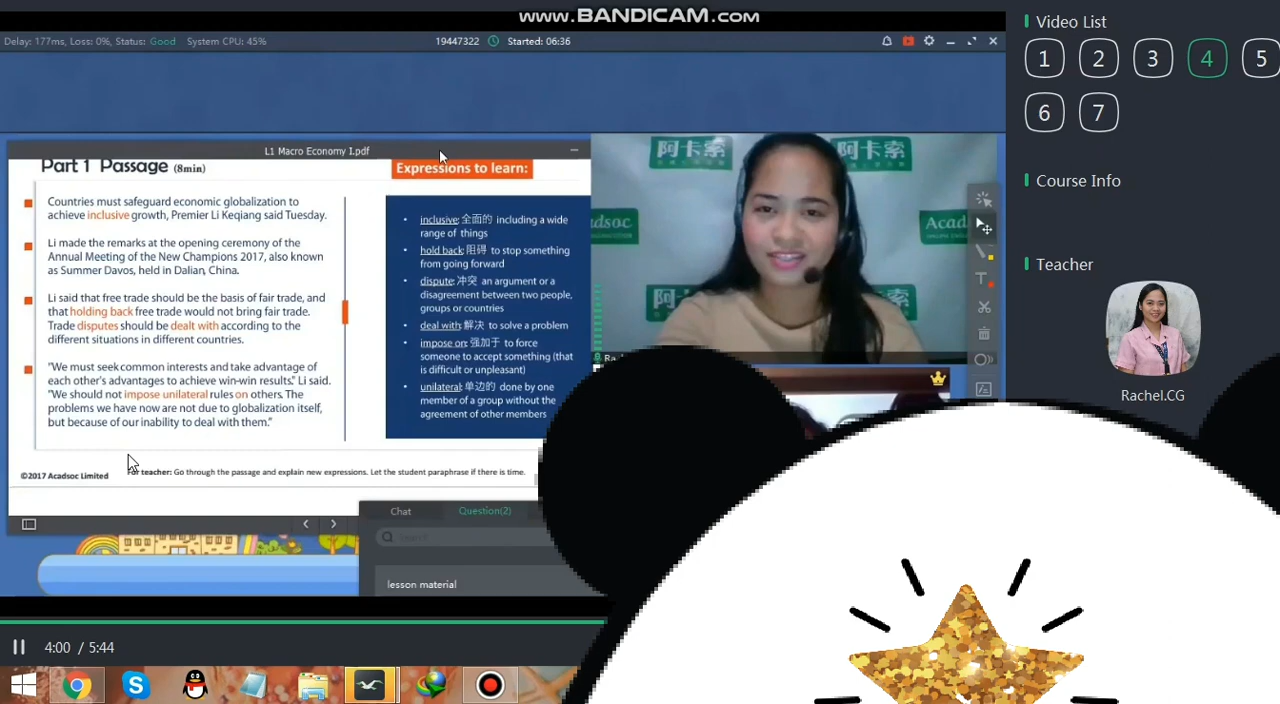 www.BANDICAM.com
Delay: 177ms, Loss: 0%, Status: Good System CPU: 45%
19447322 Started: 06:36
L1 Macro Economy I.pdf
Part 1 Passage (8min)
Countries must safeguard economic globalization to
achieve inclusive growth, Premier Li Keqiang said Tuesday.
Li made the remarks at the opening ceremony of the
Annual Meeting of the New Champions 2017, also known
as Summer Davos, held in Dalian, China.
Li said that free trade should be the basis of fair trade, and
that holding back free trade would not bring fair trade.
Trade disputes should be dealt with according to the
different situations in different countries.
"We must seek common interests and take advantage of
each other's advantages to achieve win-win results," Li said.
"We should not impose unilateral rules on others. The
problems we have now are not due to globalization itself,
but because of our inability to deal with them."
Expressions to learn:
• inclusive: 全面的 including a wide
range of things
• hold back: 阻碍 to stop something
from going forward
• dispute: 冲突 an argument or a
disagreement between two people,
groups or countries
• deal with: 解决 to solve a problem
• impose on: 强加于 to force
someone to accept something (that
is difficult or unpleasant)
• unilateral: 单边的 done by one
member of a group without the
agreement of other members
©2017 Acadsoc Limited
For teacher: Go through the passage and explain new expressions. Let the student paraphrase if there is time.
阿卡索 阿卡索
Chat Question(2)
Search
lesson material
4:00 / 5:44
Video List
1 2 3 4 5
6 7
Course Info
Teacher
Rachel.CG